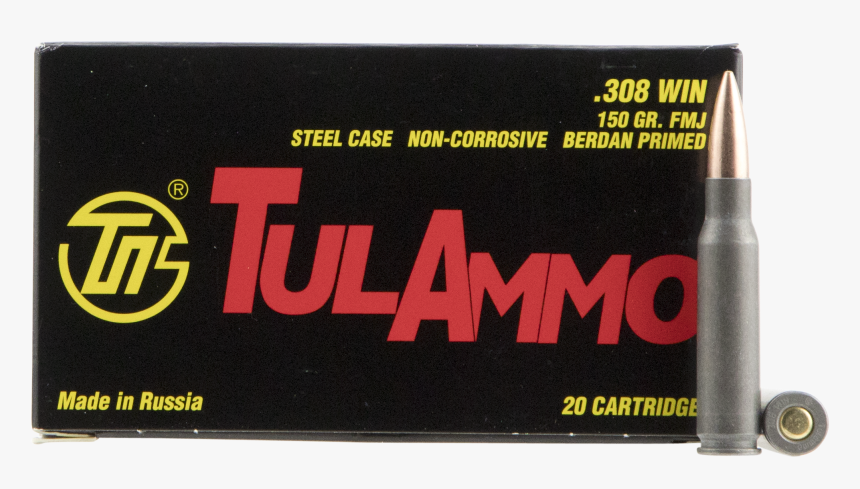 .308 WIN
150 GR. FMJ
STEEL CASE NON-CORROSIVE BERDAN PRIMED
®
TULAMMO
Made in Russia
20 CARTRIDGE